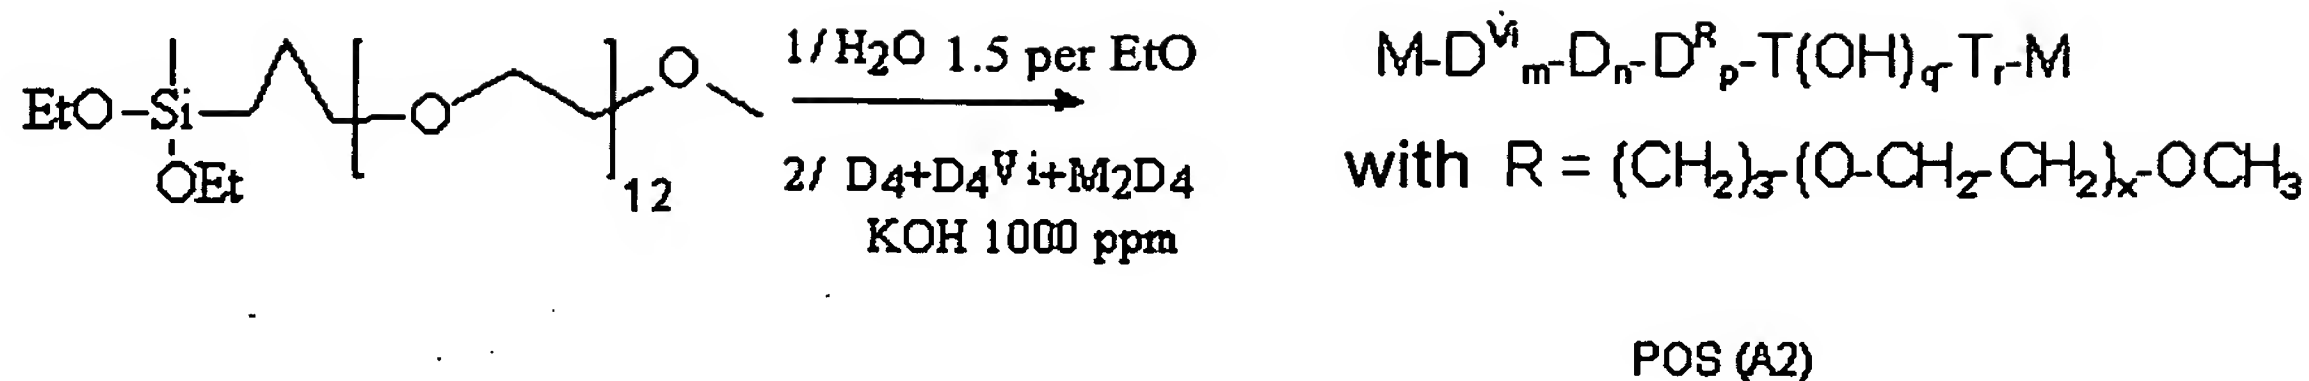 EtO–Si [ O ]12 O
OEt
1/H2O 1.5 per EtO
2/ D4+D4Vi+M2D4
KOH 1000 ppm
M-DVim-Dn-DRp-T(OH)q-Tr-M
with R = (CH2)3-(O-CH2-CH2)x-OCH3
POS (A2)